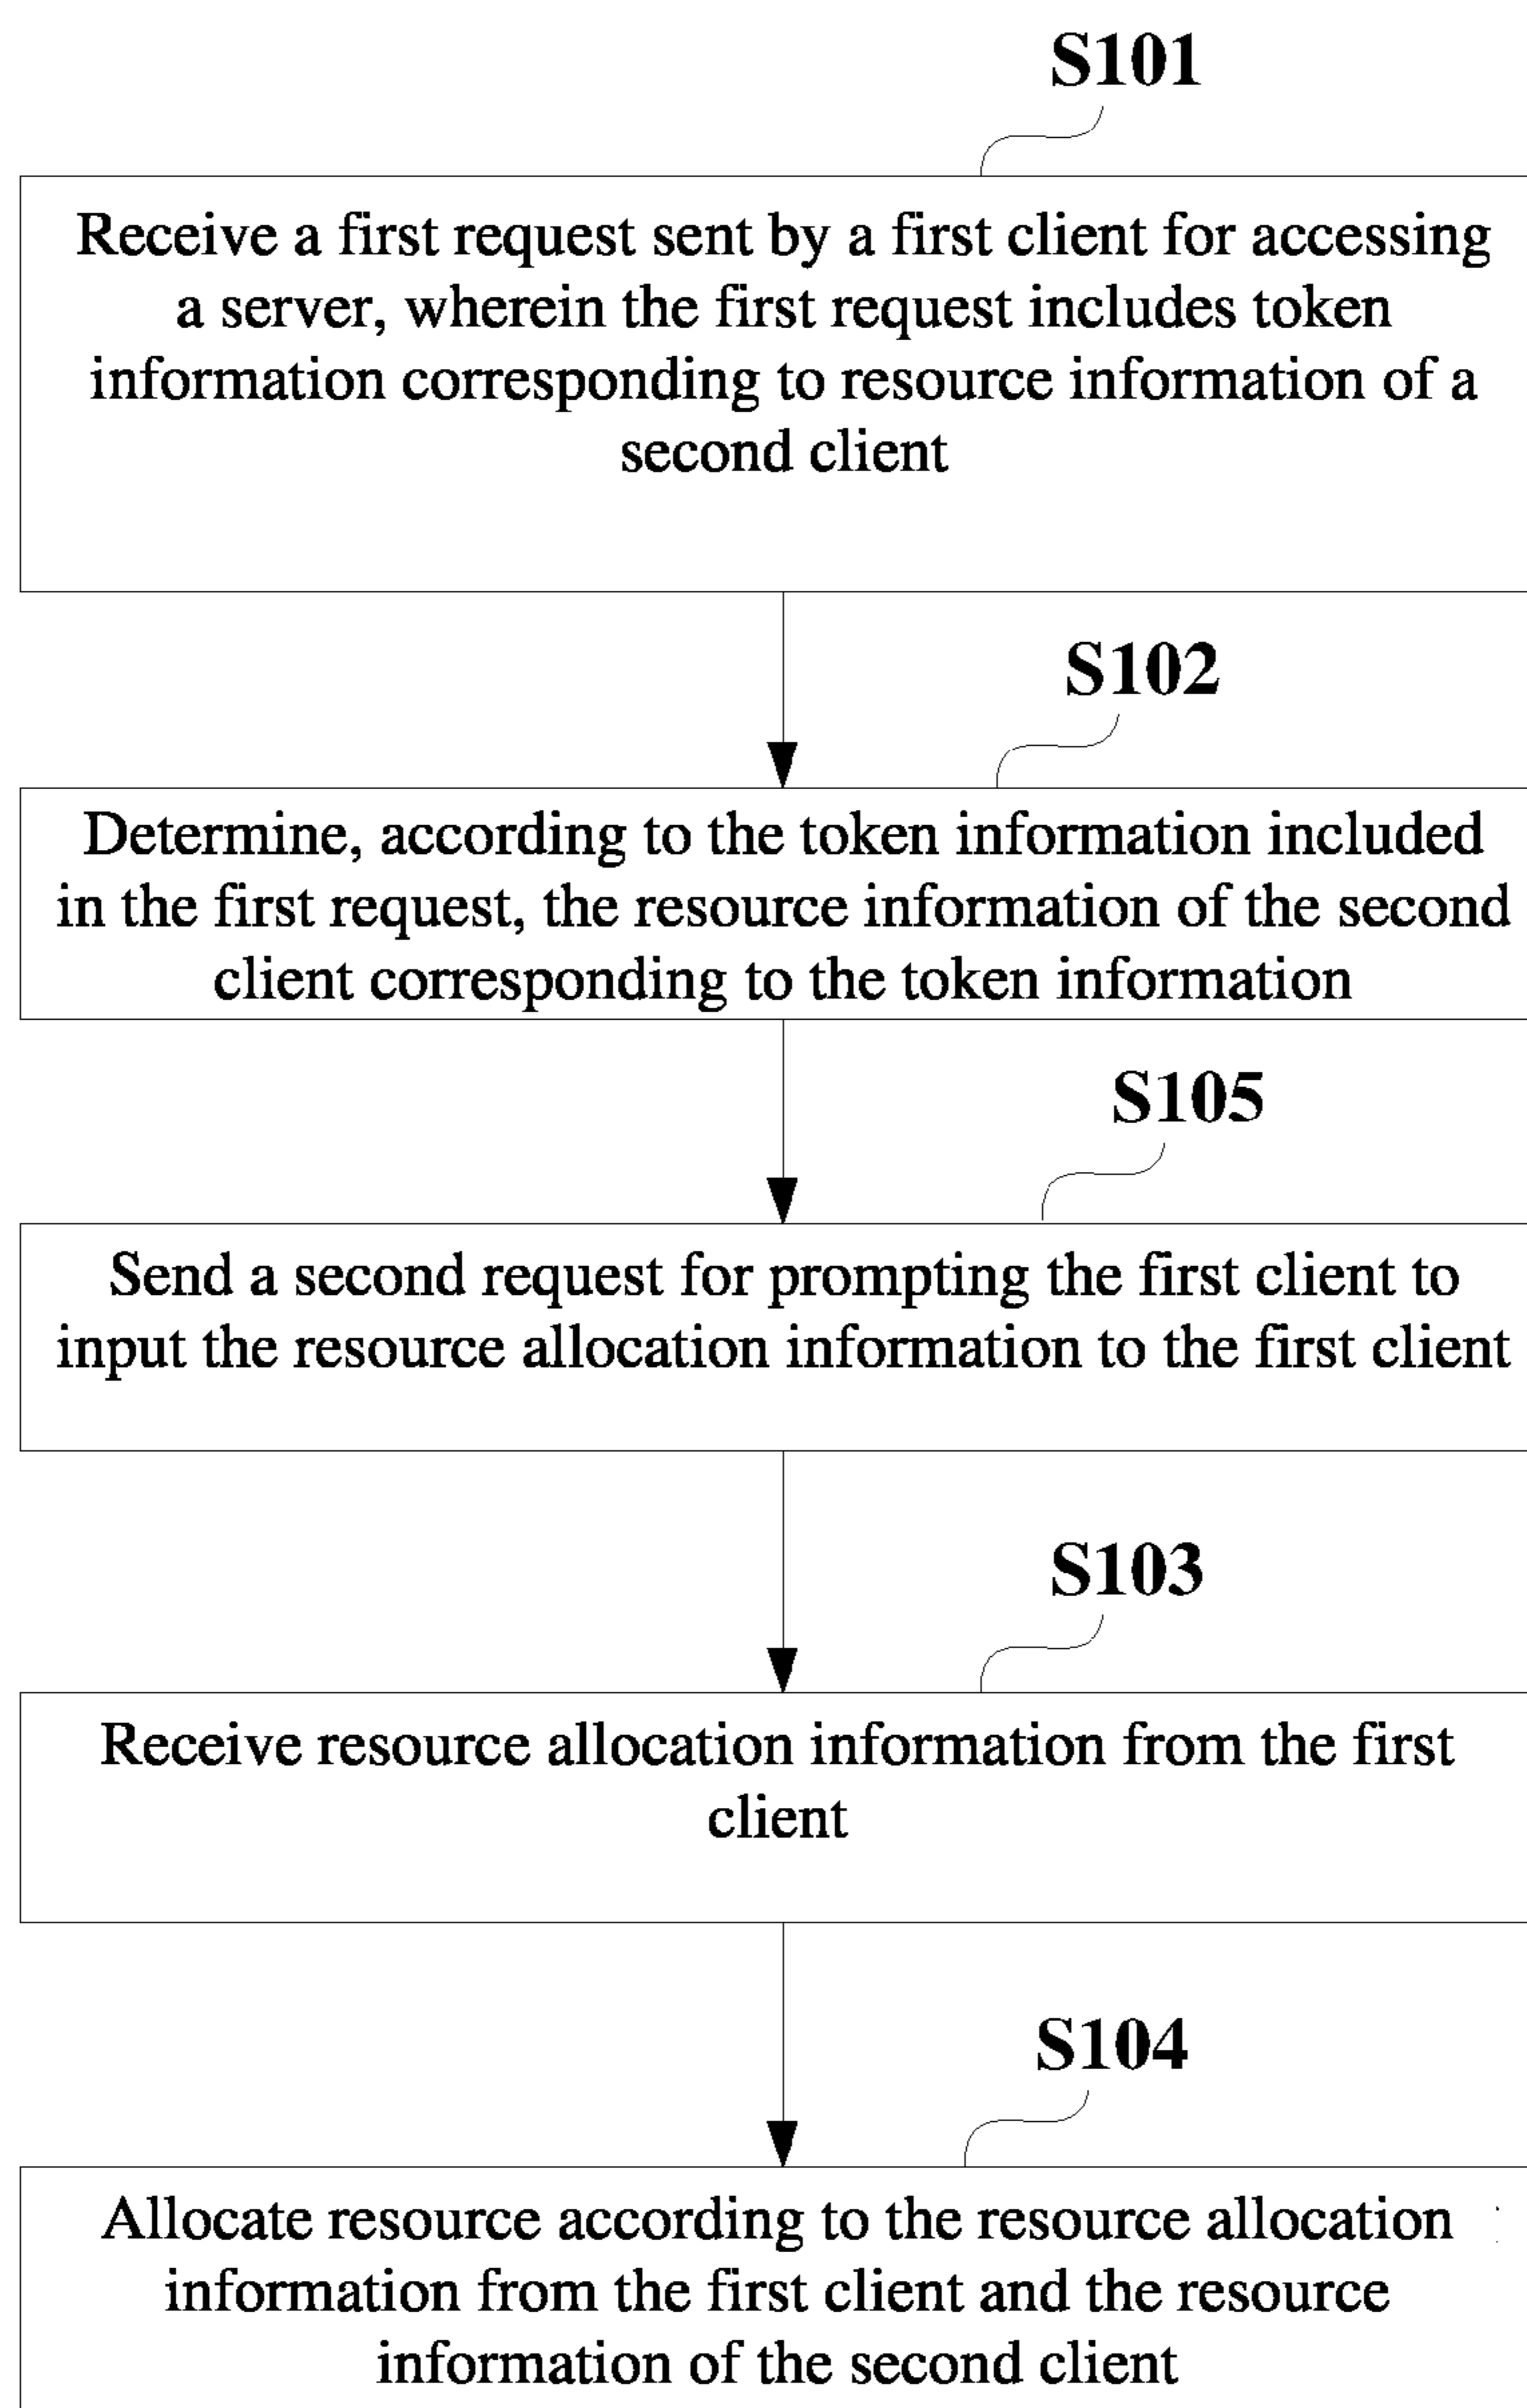 S101
Receive a first request sent by a first client for accessing
a server, wherein the first request includes token
information corresponding to resource information of a
second client
S102
Determine, according to the token information included
in the first request, the resource information of the second
client corresponding to the token information
S105
Send a second request for prompting the first client to
input the resource allocation information to the first client
S103
Receive resource allocation information from the first
client
S104
Allocate resource according to the resource allocation
information from the first client and the resource
information of the second client